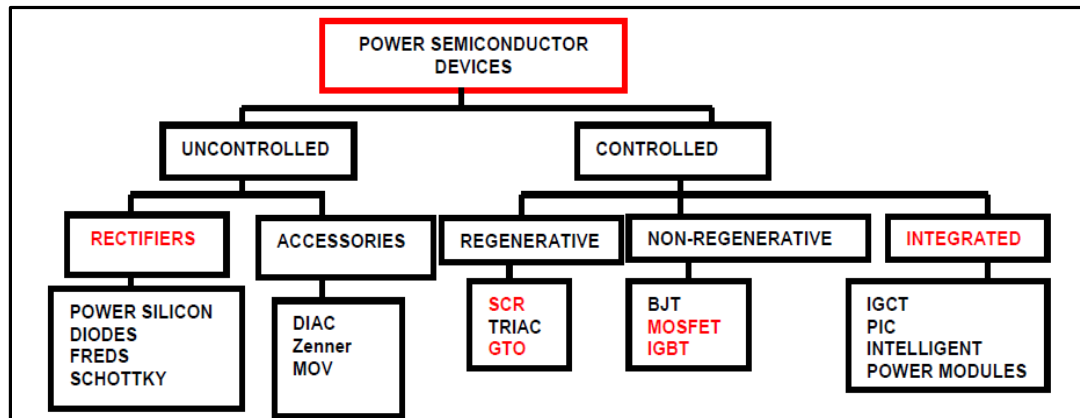 POWER SEMICONDUCTOR
DEVICES
UNCONTROLLED
CONTROLLED
RECTIFIERS
ACCESSORIES
REGENERATIVE
NON-REGENERATIVE
INTEGRATED
POWER SILICON
DIODES
FREDS
SCHOTTKY
DIAC
Zenner
MOV
SCR
TRIAC
GTO
BJT
MOSFET
IGBT
IGCT
PIC
INTELLIGENT
POWER MODULES